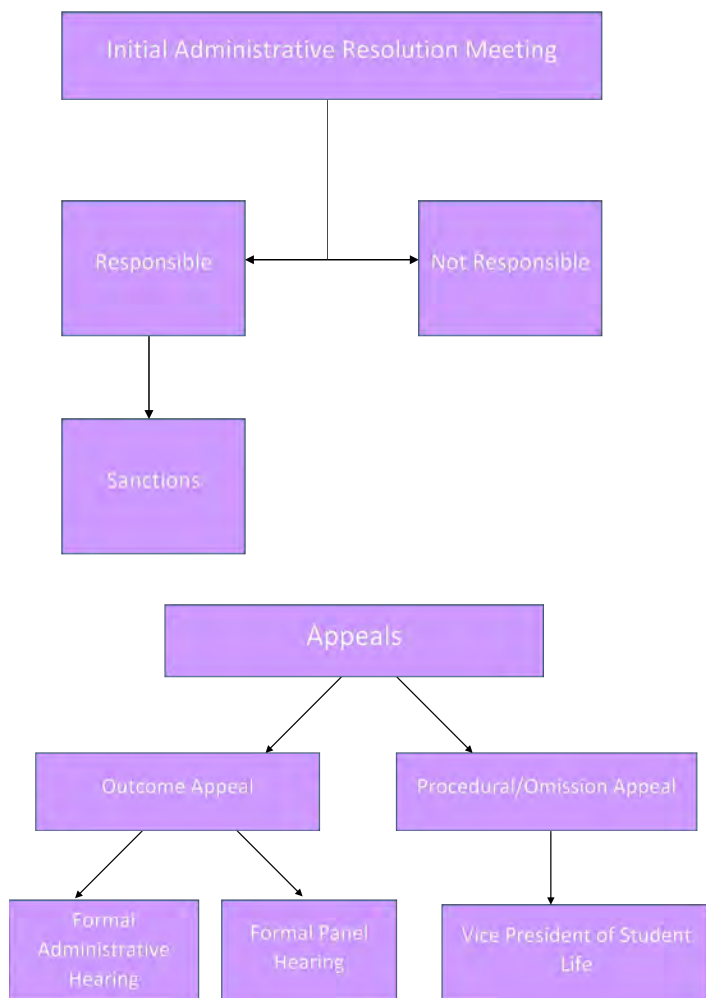 Initial Administrative Resolution Meeting
Responsible
Not Responsible
Sanctions
Appeals
Outcome Appeal
Procedural/Omission Appeal
Formal
Administrative
Hearing
Formal Panel
Hearing
Vice President of Student
Life